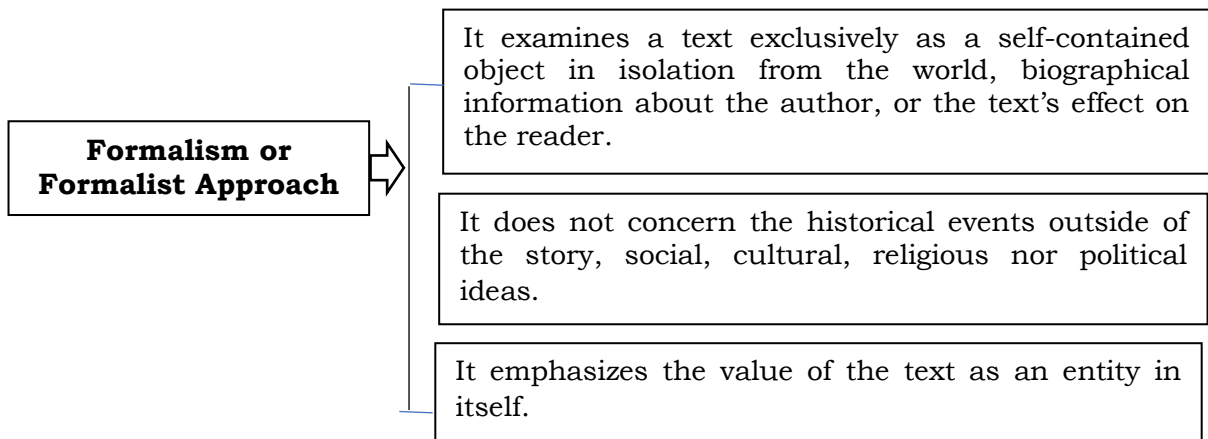 Formalism or
Formalist Approach
It examines a text exclusively as a self-contained
object in isolation from the world, biographical
information about the author, or the text’s effect on
the reader.
It does not concern the historical events outside of
the story, social, cultural, religious nor political
ideas.
It emphasizes the value of the text as an entity in
itself.